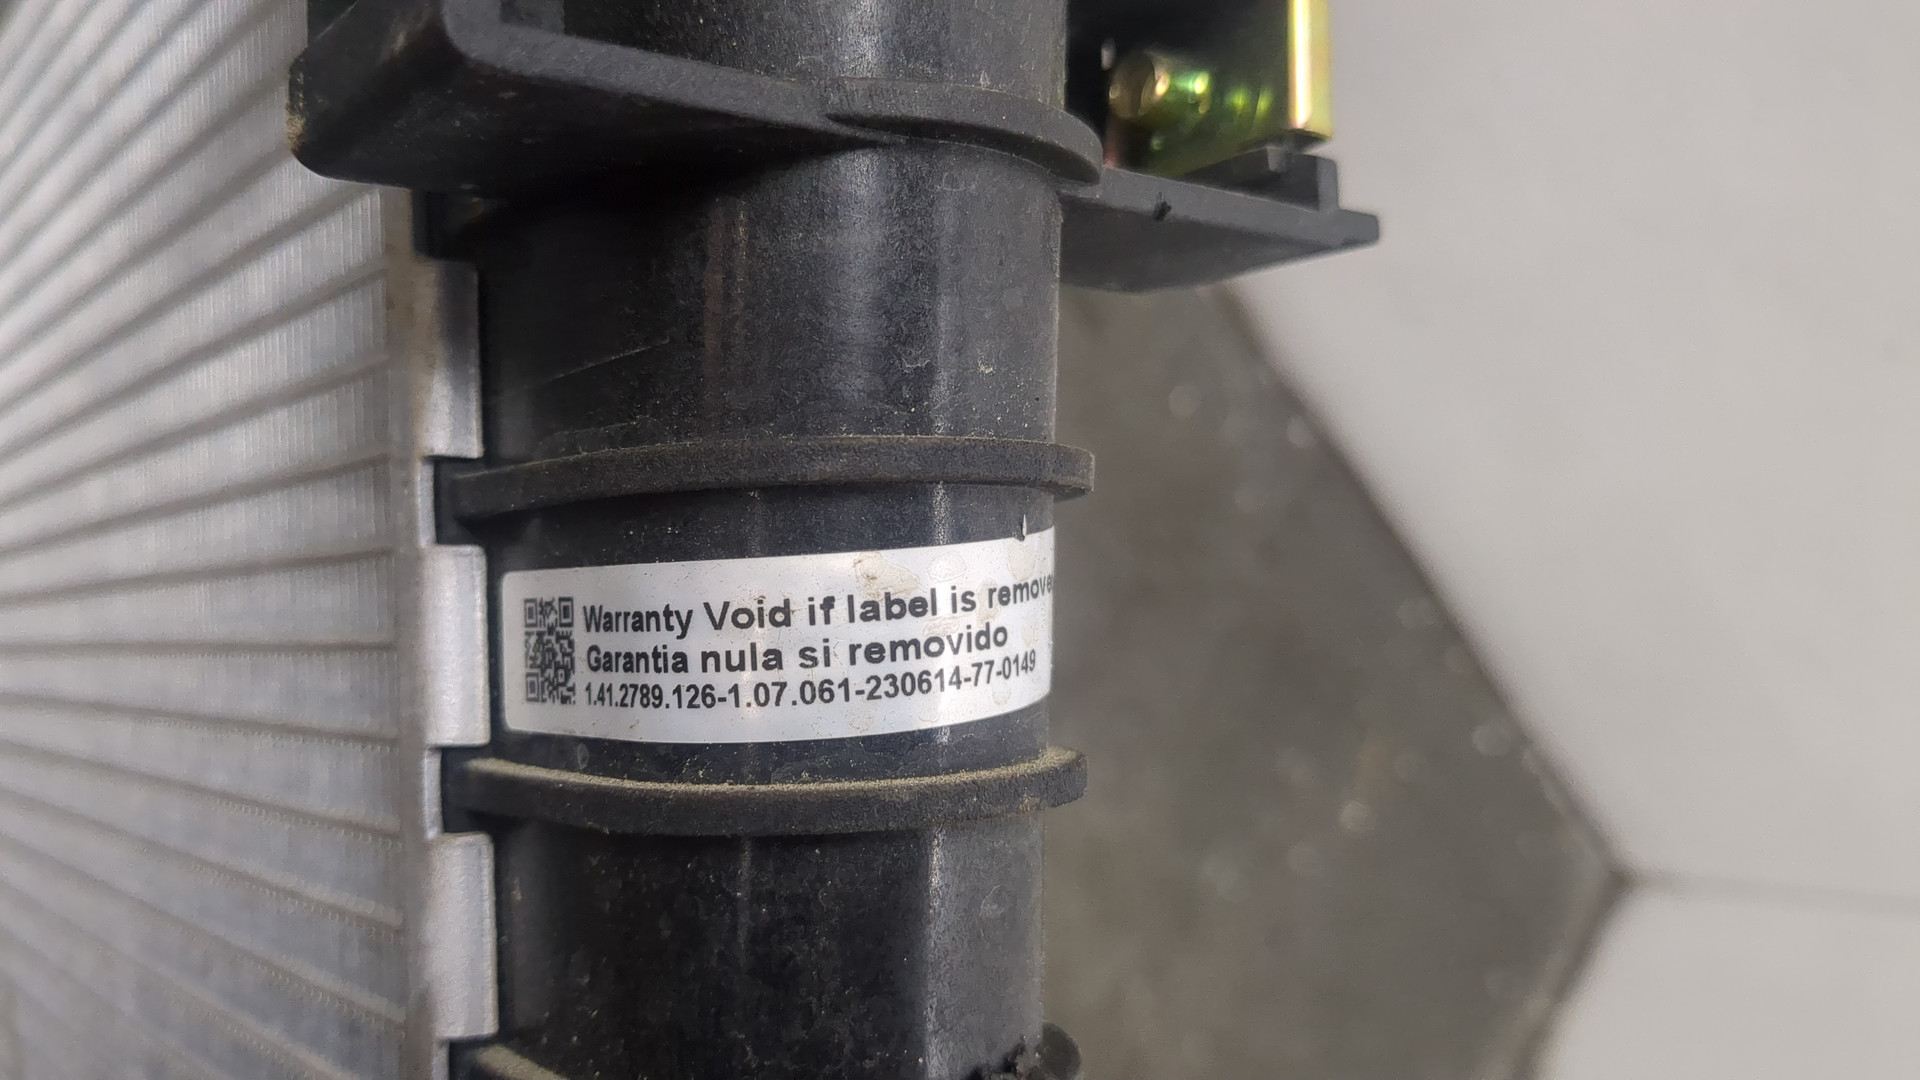 Warranty Void if label is remove
Garantia nula si removido
1.41.2789.126-1.07.061-230614-77-0149